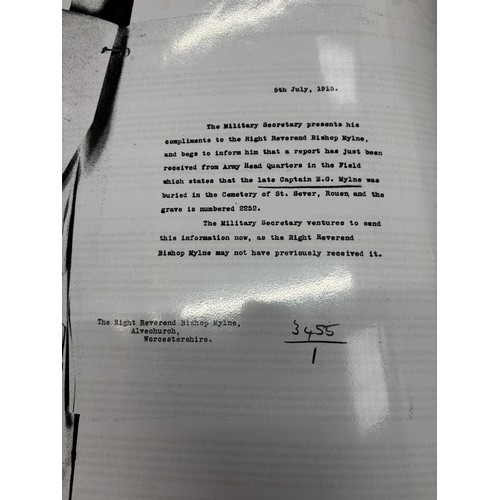 5th July, 1915.
The Military Secretary presents his
compliments to the Right Reverend Bishop Mylne,
and begs to inform him that a report has just been
received from Army Head Quarters in the Field
which states that the late Captain E.G. Mylne was
buried in the Cemetery of St. Sever, Rouen, and the
grave is numbered 2252.
The Military Secretary ventures to send
this information now, as the Right Reverend
Bishop Mylne may not have previously received it.
The Right Reverend Bishop Mylne,
Alvechurch,
Worcestershire.
3455
1